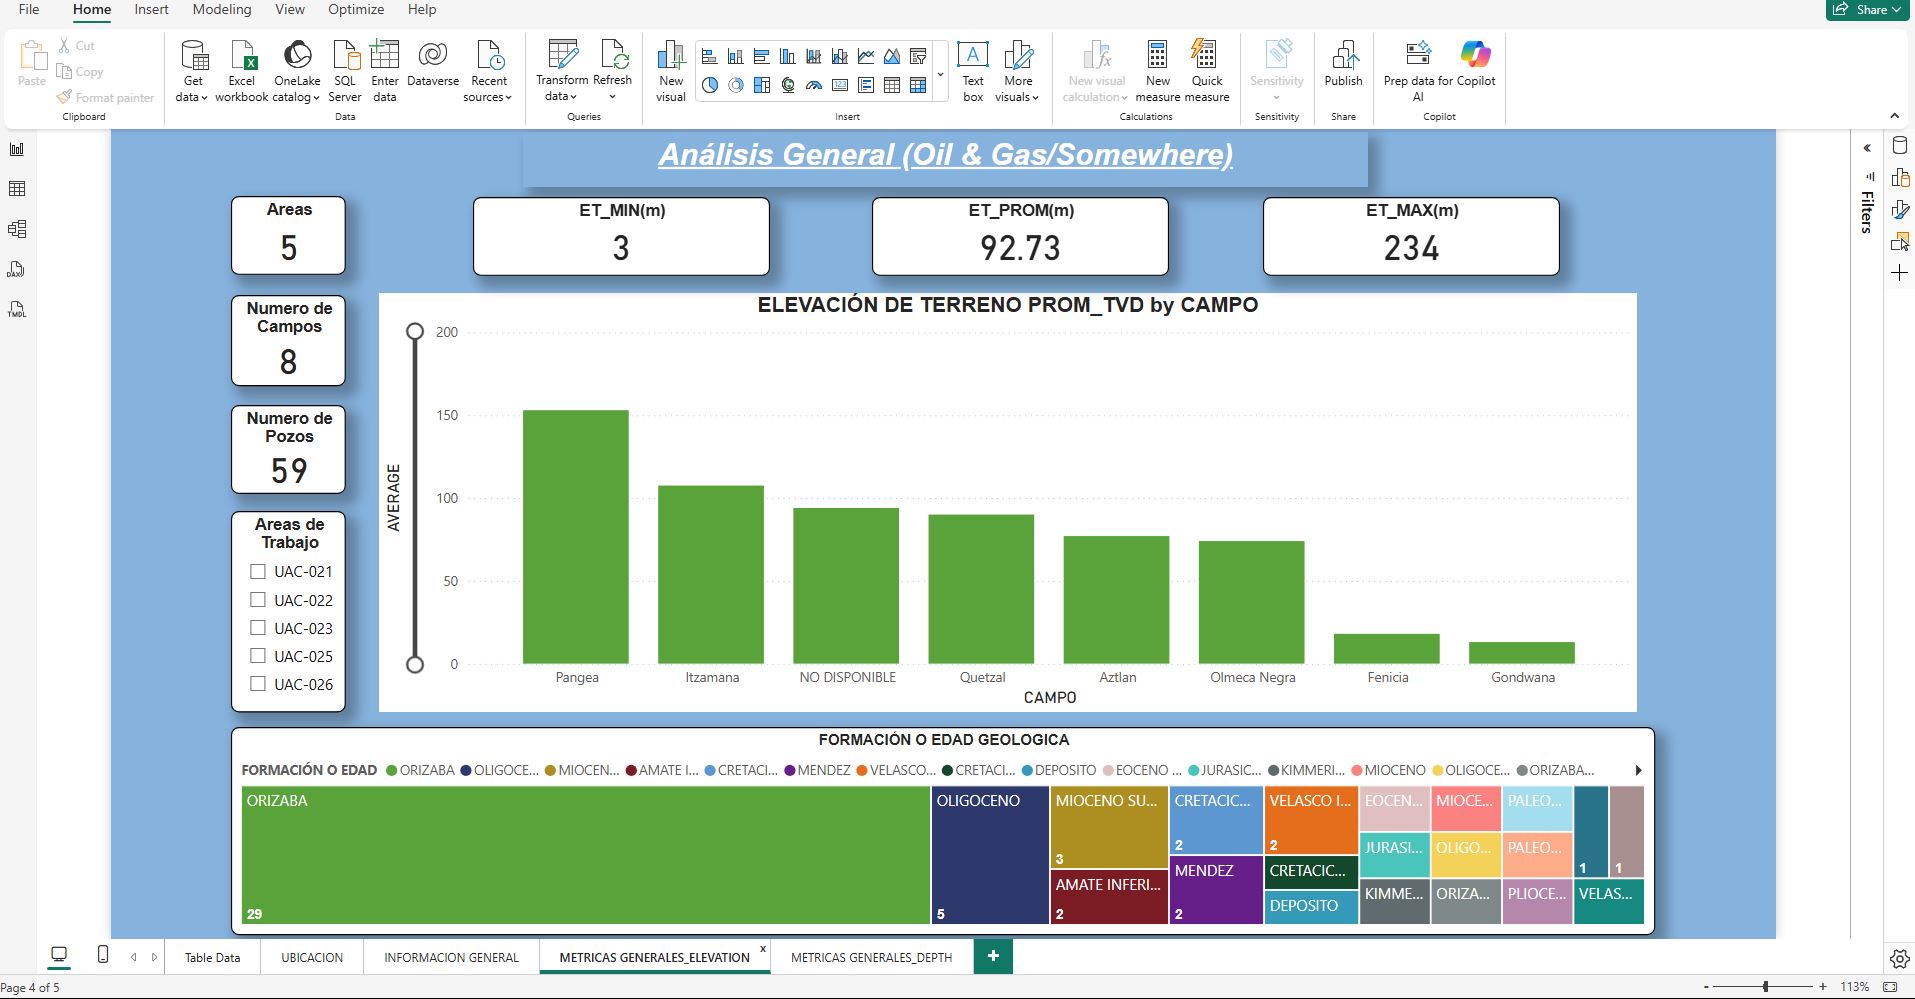 File Home Insert Modeling View Optimize Help
Share
Paste
Cut
Copy
Format painter
Clipboard
Get data
Excel workbook
OneLake catalog
SQL Server
Enter data
Dataverse
Recent sources
Data
Transform data
Refresh
Queries
New visual
Text box
More visuals
Insert
New visual calculation
New measure
Quick measure
Calculations
Sensitivity
Sensitivity
Publish
Share
Prep data for AI
Copilot
Copilot
Análisis General (Oil & Gas/Somewhere)
Filters
Areas
5
ET_MIN(m)
3
ET_PROM(m)
92.73
ET_MAX(m)
234
Numero de
Campos
8
Numero de
Pozos
59
Areas de
Trabajo
UAC-021
UAC-022
UAC-023
UAC-025
UAC-026
ELEVACIÓN DE TERRENO PROM_TVD by CAMPO
AVERAGE
200
150
100
50
0
Pangea Itzamana NO DISPONIBLE Quetzal Aztlan Olmeca Negra Fenicia Gondwana
CAMPO
FORMACIÓN O EDAD GEOLOGICA
FORMACIÓN O EDAD ORIZABA OLIGOCE... MIOCEN... AMATE I... CRETACI... MENDEZ VELASCO... CRETACI... DEPOSITO EOCENO ... JURASIC... KIMMERI... MIOCENO OLIGOCE... ORIZABA...
ORIZABA
29
OLIGOCENO
5
MIOCENO SU...
3
AMATE INFERI...
2
CRETACIC...
2
MENDEZ
2
VELASCO I...
2
CRETACIC...
DEPOSITO
EOCEN...
JURASI...
KIMME...
MIOCE...
OLIGO...
ORIZA...
PALEO...
PALEO...
PLIOCE...
1
1
VELAS...
Table Data UBICACION INFORMACION GENERAL METRICAS GENERALES_ELEVATION x METRICAS GENERALES_DEPTH +
Page 4 of 5
- + 113%
DAX
TMDL